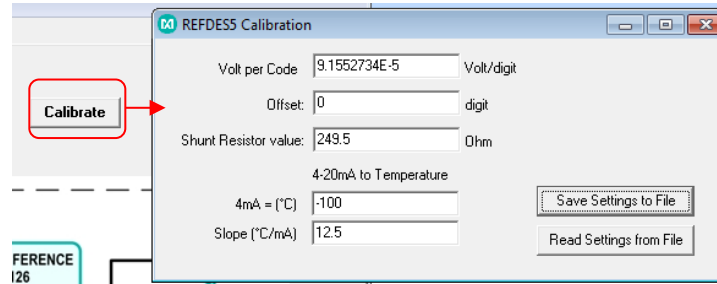 REFDES5 Calibration
Calibrate
Volt per Code 9.1552734E-5 Volt/digit
Offset: 0 digit
Shunt Resistor value: 249.5 Ohm
4-20mA to Temperature
4mA = (°C) -100
Slope (°C/mA) 12.5
Save Settings to File
Read Settings from File
FERENCE
126